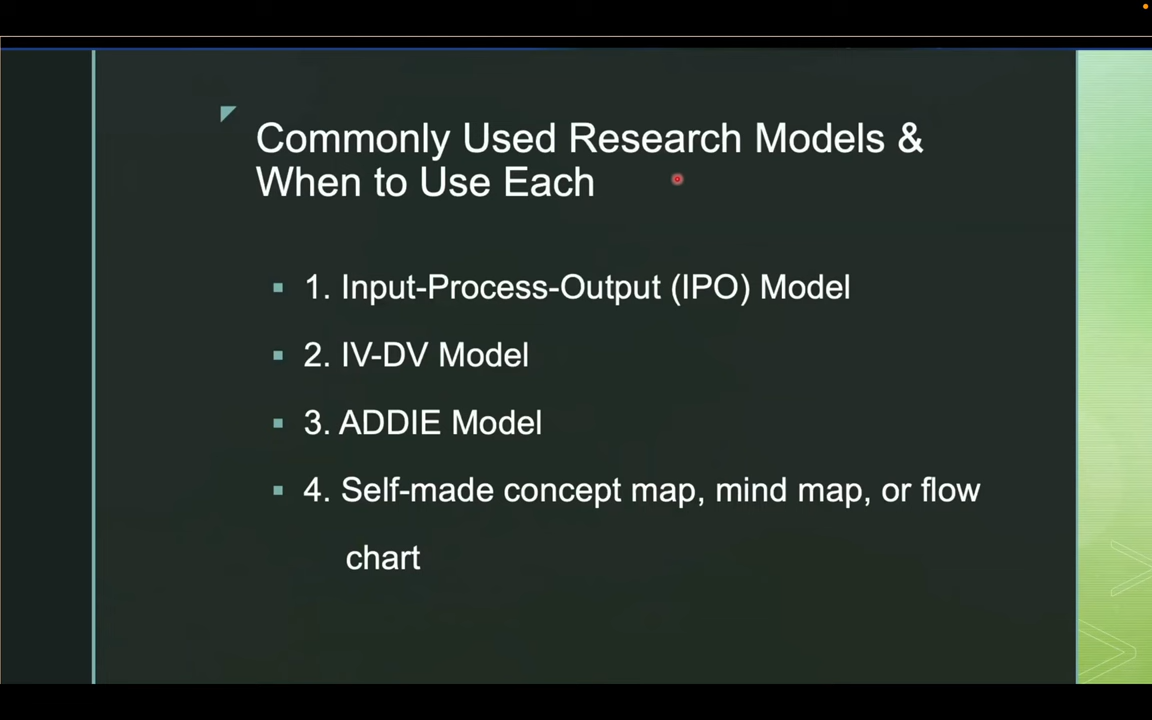 Commonly Used Research Models &
When to Use Each
1. Input-Process-Output (IPO) Model
2. IV-DV Model
3. ADDIE Model
4. Self-made concept map, mind map, or flow
chart